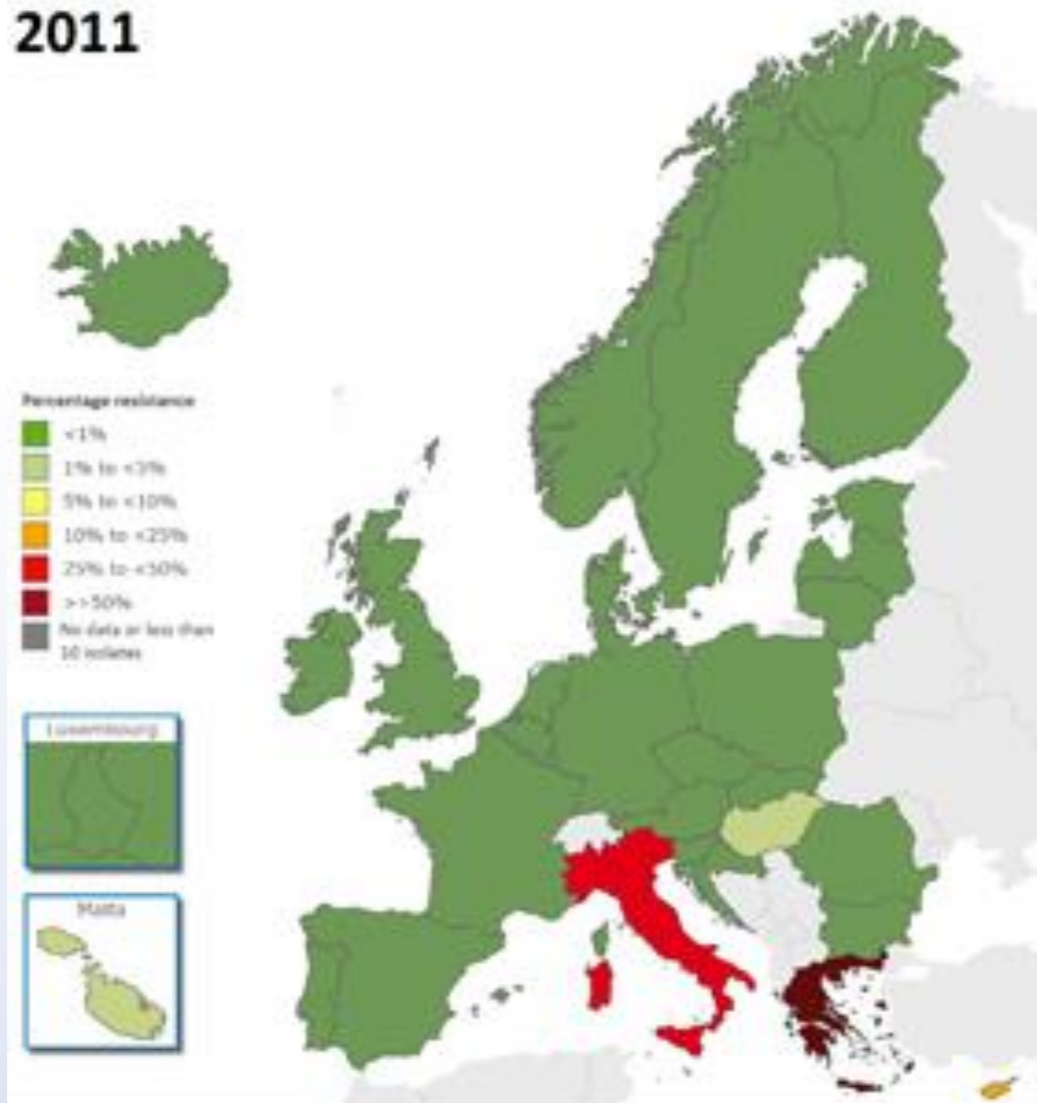 2011
Percentage resistance
<1%
1% to <5%
5% to <10%
10% to <25%
25% to <50%
>=50%
No data or less than
10 isolates
Luxembourg
Malta